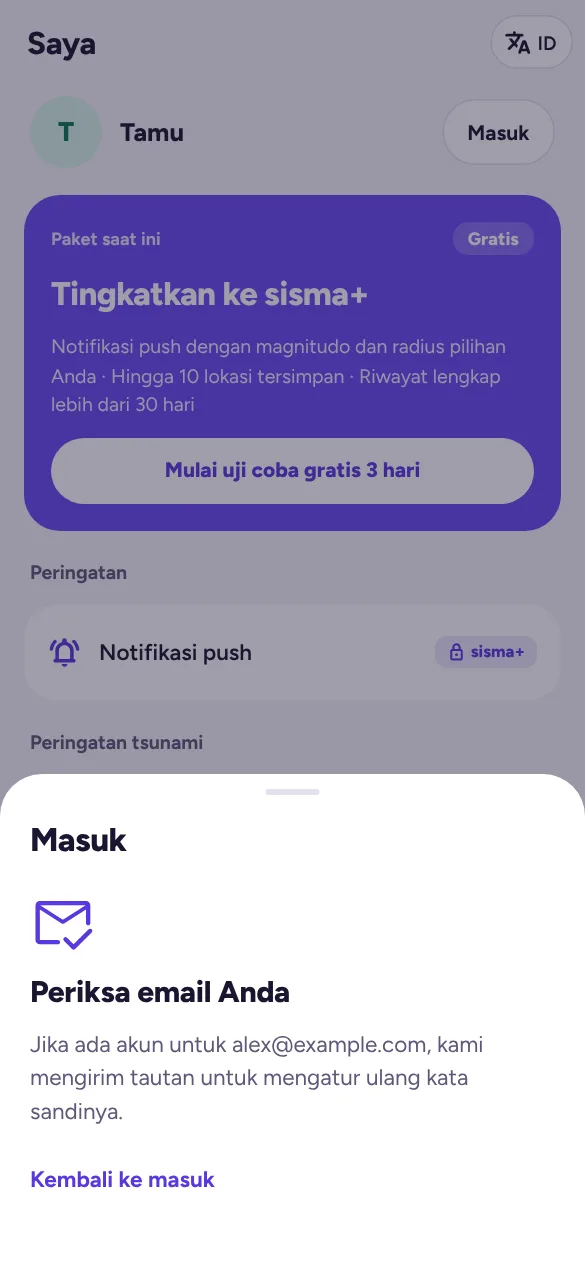 Saya
ID
T
Tamu
Masuk
Paket saat ini
Gratis
Tingkatkan ke sisma+
Notifikasi push dengan magnitudo dan radius pilihan
Anda · Hingga 10 lokasi tersimpan · Riwayat lengkap
lebih dari 30 hari
Mulai uji coba gratis 3 hari
Peringatan
Notifikasi push
sisma+
Peringatan tsunami
Masuk
Periksa email Anda
Jika ada akun untuk alex@example.com, kami
mengirim tautan untuk mengatur ulang kata
sandinya.
Kembali ke masuk